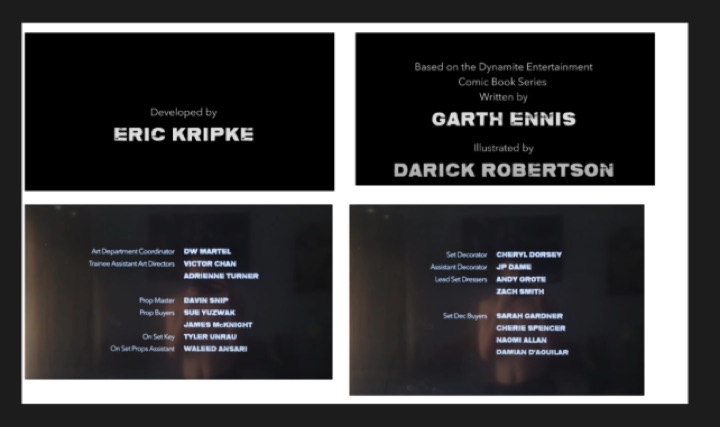 Developed by
ERIC KRIPKE
Based on the Dynamite Entertainment
Comic Book Series
Written by
GARTH ENNIS
Illustrated by
DARICK ROBERTSON
Art Department Coordinator DW MARTEL
Trainee Assistant Art Directors VICTOR CHAN
ADRIENNE TURNER
Prop Master DAVIN SNIP
Prop Buyers SUE YUZWAK
JAMES McKNIGHT
On Set Key TYLER UNRAU
On Set Props Assistant WALEED ANSARI
Set Decorator CHERYL DORSEY
Assistant Decorator JP DAME
Lead Set Dressers ANDY GROTE
ZACH SMITH
Set Dec Buyers SARAH GARDNER
CHERIE SPENCER
NAOMI ALLAN
DAMIAN D'AGUILAR